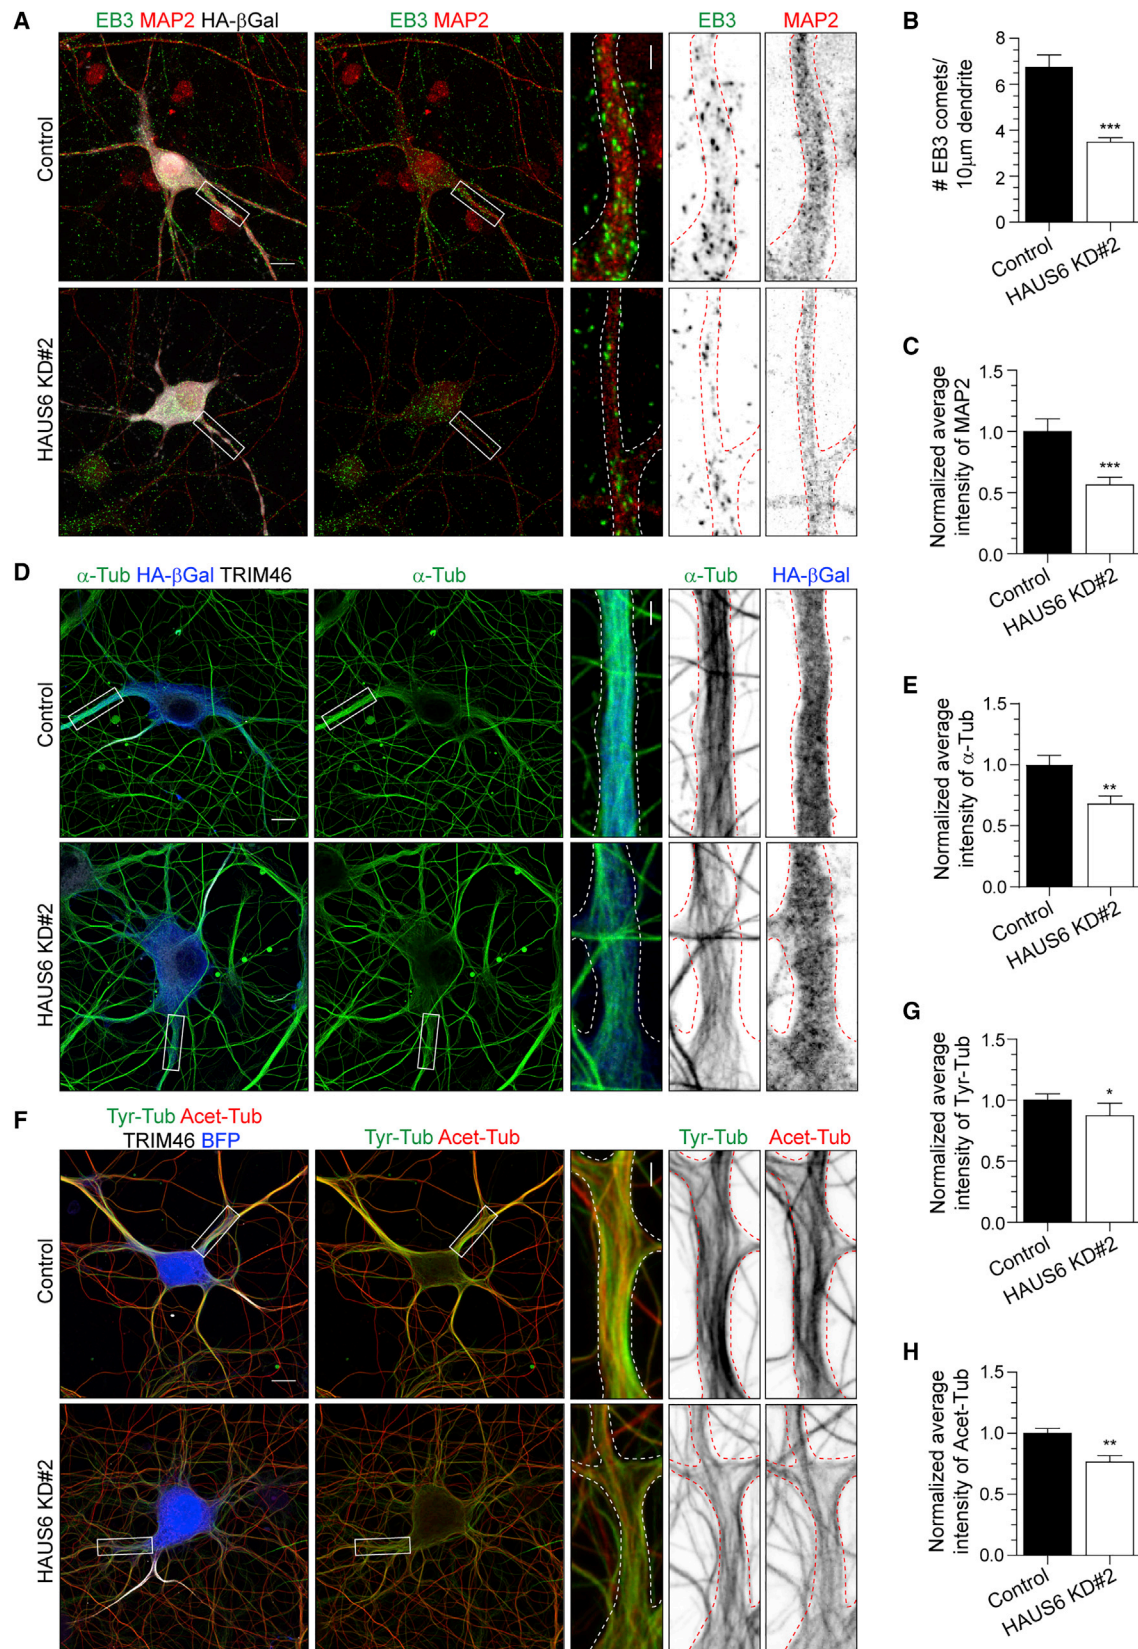 A
EB3 MAP2 HA-βGal
EB3 MAP2
EB3
MAP2
Control
HAUS6 KD#2
B
# EB3 comets/
10μm dendrite
8
6
4
2
0
***
Control
HAUS6 KD#2
C
Normalized average
intensity of MAP2
1.5
1.0
0.5
0.0
***
Control
HAUS6 KD#2
D
α-Tub HA-βGal TRIM46
α-Tub
α-Tub
HA-βGal
Control
HAUS6 KD#2
E
Normalized average
intensity of α-Tub
1.5
1.0
0.5
0.0
**
Control
HAUS6 KD#2
F
Tyr-Tub Acet-Tub
TRIM46 BFP
Tyr-Tub Acet-Tub
Tyr-Tub
Acet-Tub
Control
HAUS6 KD#2
G
Normalized average
intensity of Tyr-Tub
1.5
1.0
0.5
0.0
*
Control
HAUS6 KD#2
H
Normalized average
intensity of Acet-Tub
1.5
1.0
0.5
0.0
**
Control
HAUS6 KD#2